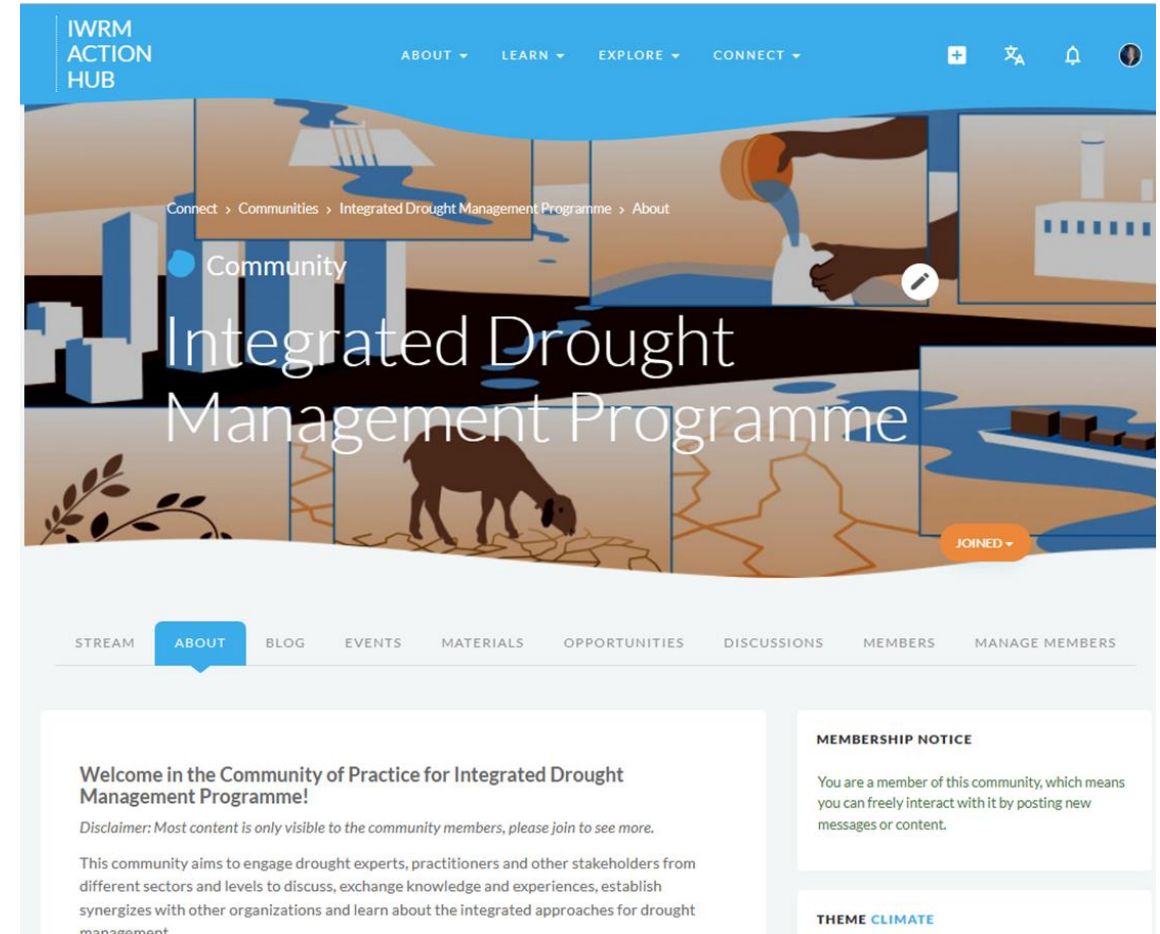 IWRM
ACTION
HUB
ABOUT
LEARN
EXPLORE
CONNECT
Connect > Communities > Integrated Drought Management Programme > About
Community
Integrated Drought
Management Programme
JOINED
STREAM
ABOUT
BLOG
EVENTS
MATERIALS
OPPORTUNITIES
DISCUSSIONS
MEMBERS
MANAGE MEMBERS
Welcome in the Community of Practice for Integrated Drought
Management Programme!
Disclaimer: Most content is only visible to the community members, please join to see more.
This community aims to engage drought experts, practitioners and other stakeholders from
different sectors and levels to discuss, exchange knowledge and experiences, establish
synergizes with other organizations and learn about the integrated approaches for drought
management.
MEMBERSHIP NOTICE
You are a member of this community, which means
you can freely interact with it by posting new
messages or content.
THEME CLIMATE